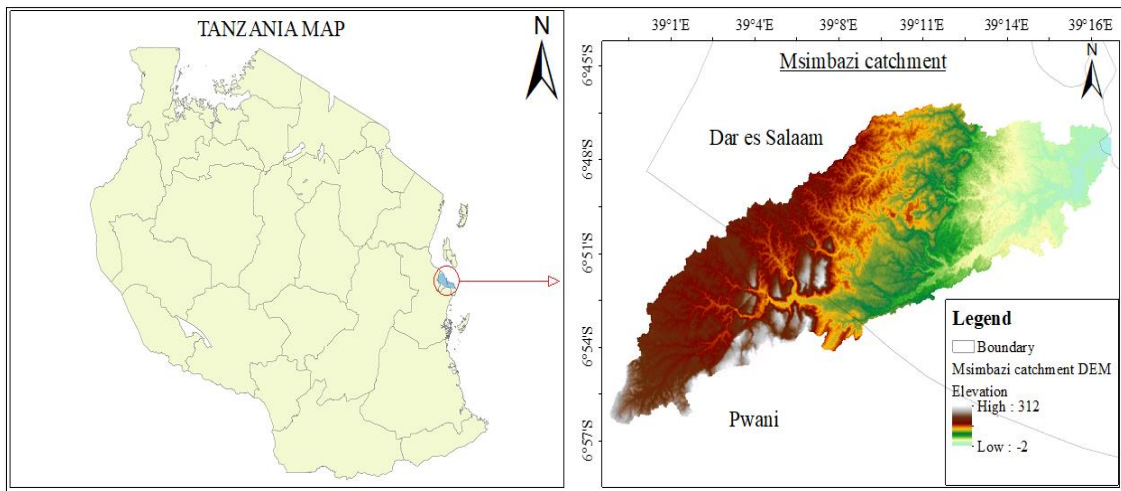 TANZANIA MAP
N
39°1'E 39°4'E 39°8'E 39°11'E 39°14'E 39°16'E
6°45'S
6°48'S
6°51'S
6°54'S
6°57'S
Msimbazi catchment
N
Dar es Salaam
Pwani
Legend
Boundary
Msimbazi catchment DEM
Elevation
High : 312
Low : -2